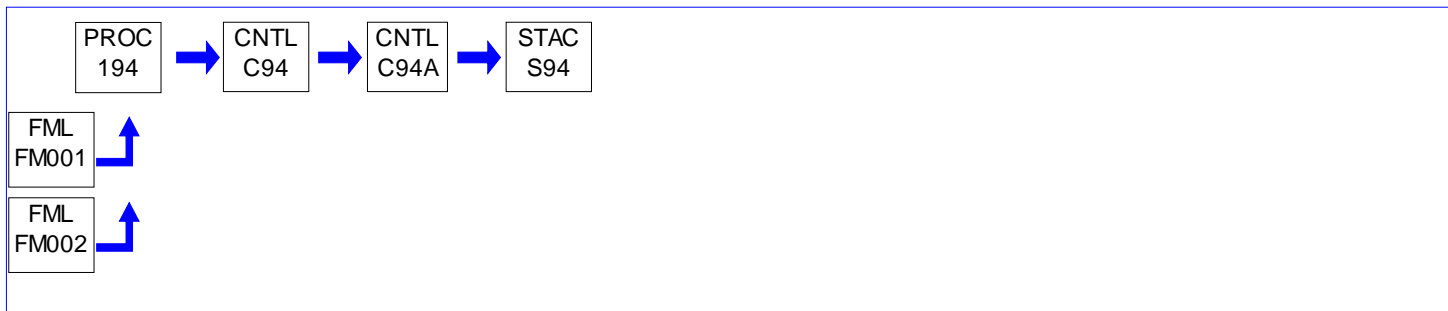 PROC
194
CNTL
C94
CNTL
C94A
STAC
S94
FML
FM001
FML
FM002